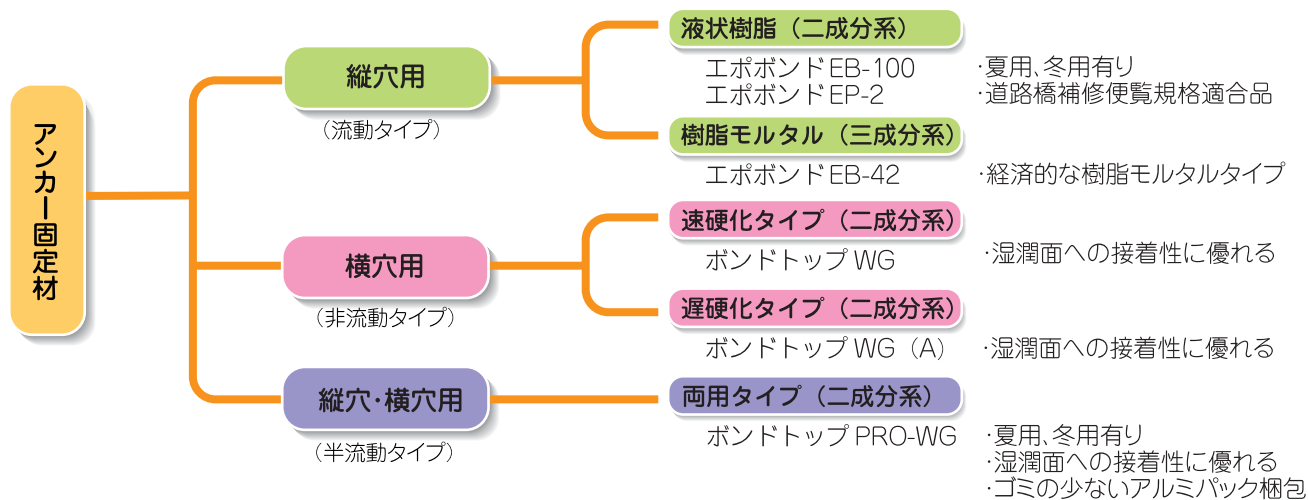 アンカー固定材
縦穴用
(流動タイプ)
液状樹脂(二成分系)
エポボンドEB-100 ・夏用、冬用有り
エポボンドEP-2 ・道路橋補修便覧規格適合品
樹脂モルタル(三成分系)
エポボンドEB-42 ・経済的な樹脂モルタルタイプ
横穴用
(非流動タイプ)
速硬化タイプ(二成分系)
ボンドトップWG ・湿潤面への接着性に優れる
遅硬化タイプ(二成分系)
ボンドトップWG(A) ・湿潤面への接着性に優れる
縦穴・横穴用
(半流動タイプ)
両用タイプ(二成分系)
ボンドトップPRO-WG ・夏用、冬用有り
・湿潤面への接着性に優れる
・ゴミの少ないアルミパック梱包